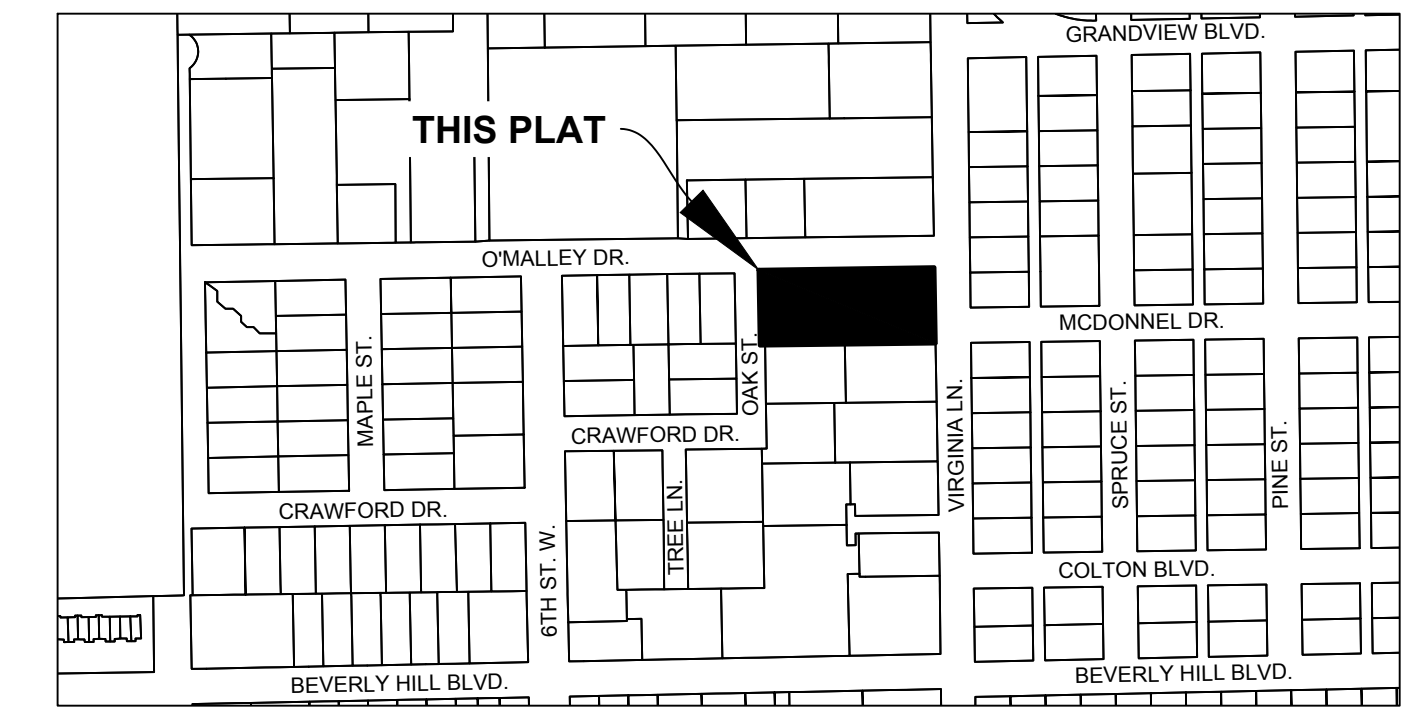 GRANDVIEW BLVD.
THIS PLAT
O'MALLEY DR.
MCDONNEL DR.
MAPLE ST.
OAK ST.
CRAWFORD DR.
VIRGINIA LN.
SPRUCE ST.
PINE ST.
CRAWFORD DR.
TREE LN.
6TH ST. W.
COLTON BLVD.
BEVERLY HILL BLVD.
BEVERLY HILL BLVD.